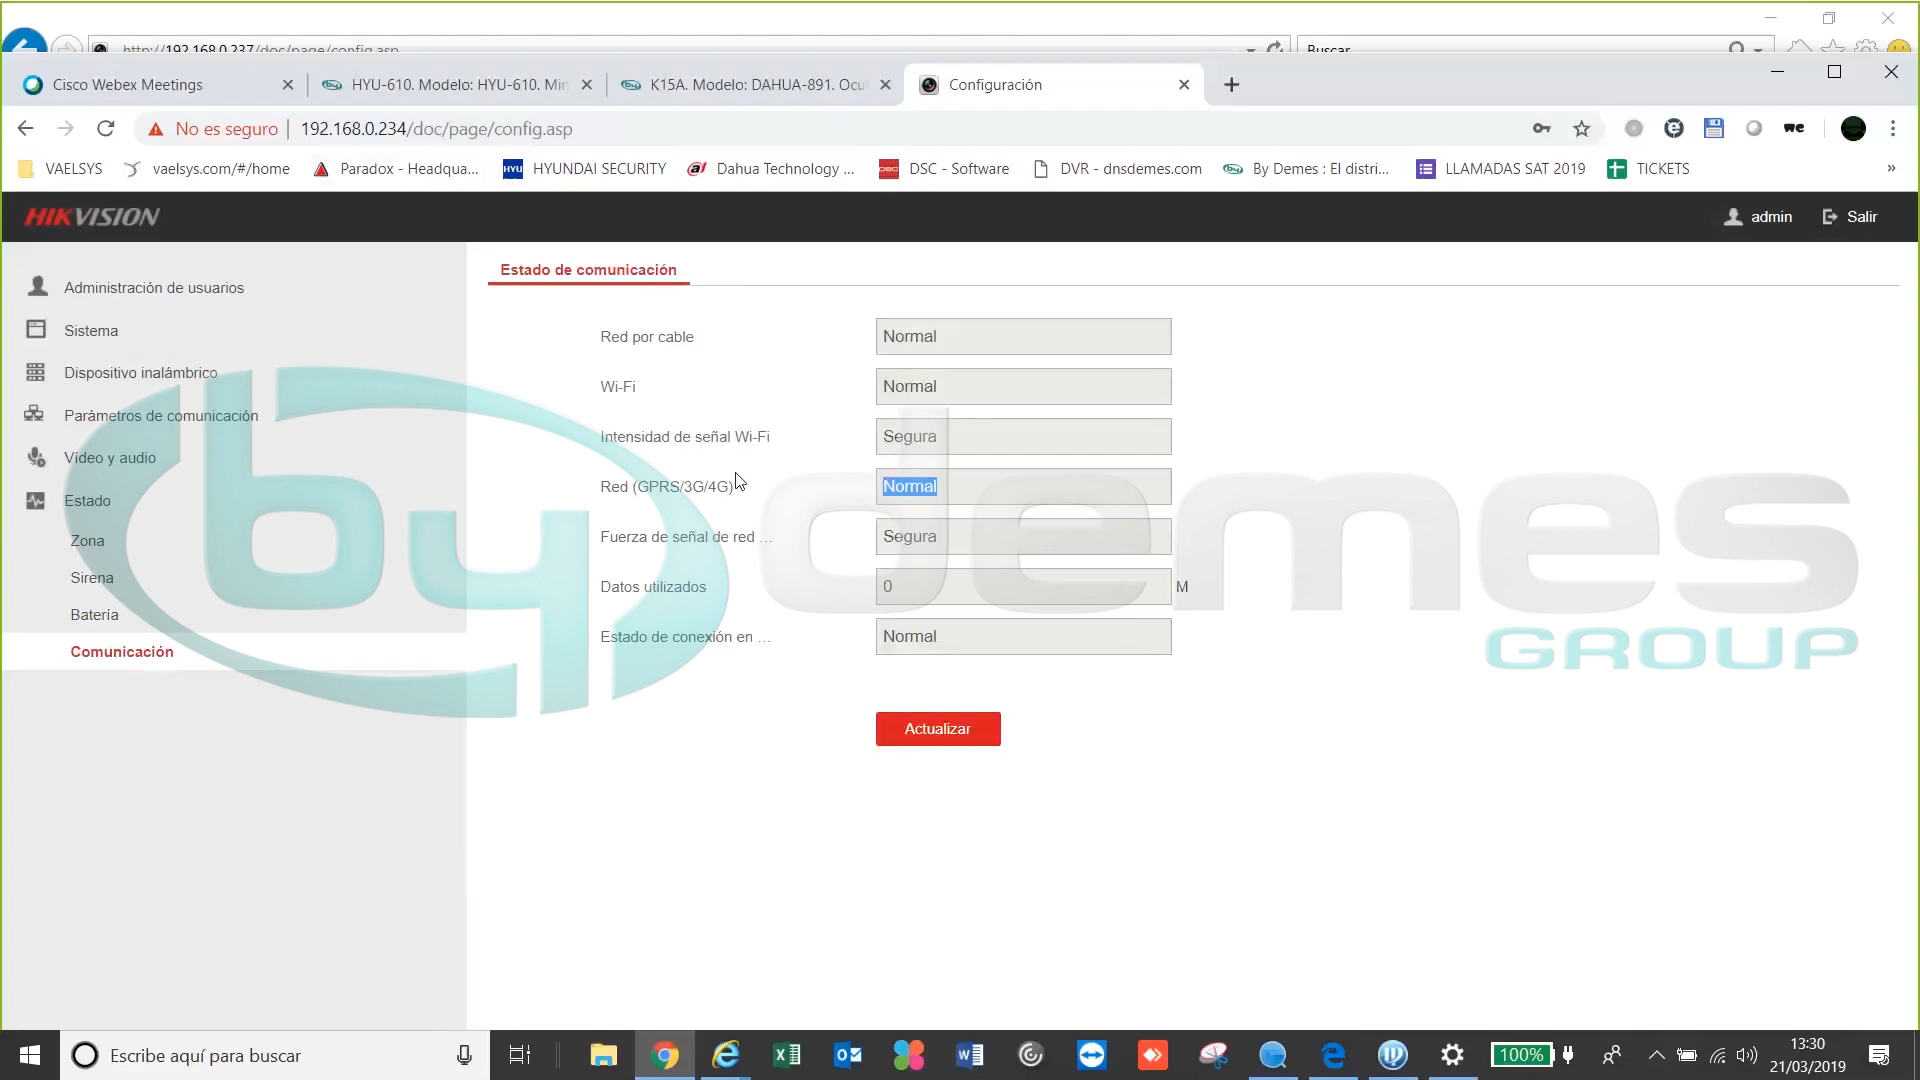 http://192.168.0.237/doc/page/config.asp
Buscar...
Cisco Webex Meetings
HYU-610. Modelo: HYU-610. Min
K15A. Modelo: DAHUA-891. Ocu
Configuración
No es seguro | 192.168.0.234/doc/page/config.asp
VAELSYS
vaelsys.com/#/home
Paradox - Headqua...
HYU HYUNDAI SECURITY
Dahua Technology ...
DSC DSC - Software
DVR - dnsdemes.com
By Demes : El distri...
LLAMADAS SAT 2019
TICKETS
»
HIKVISION
admin
Salir
Administración de usuarios
Sistema
Dispositivo inalámbrico
Parámetros de comunicación
Vídeo y audio
Estado
Zona
Sirena
Batería
Comunicación
Estado de comunicación
Red por cable Normal
Wi-Fi Normal
Intensidad de señal Wi-Fi Segura
Red (GPRS/3G/4G) Normal
Fuerza de señal de red ... Segura
Datos utilizados 0 M
Estado de conexión en ... Normal
Actualizar
by demes
GROUP
Escribe aquí para buscar
100%
13:30
21/03/2019